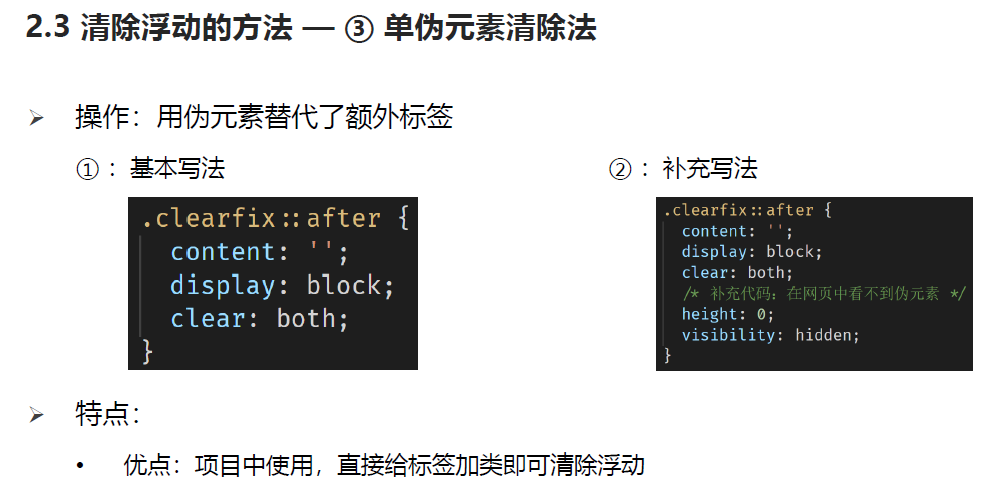 2.3 清除浮动的方法 — ③ 单伪元素清除法
操作：用伪元素替代了额外标签
①：基本写法
.clearfix::after {
content: '';
display: block;
clear: both;
}
②：补充写法
.clearfix::after {
content: '';
display: block;
clear: both;
/* 补充代码：在网页中看不到伪元素 */
height: 0;
visibility: hidden;
}
特点：
• 优点：项目中使用，直接给标签加类即可清除浮动